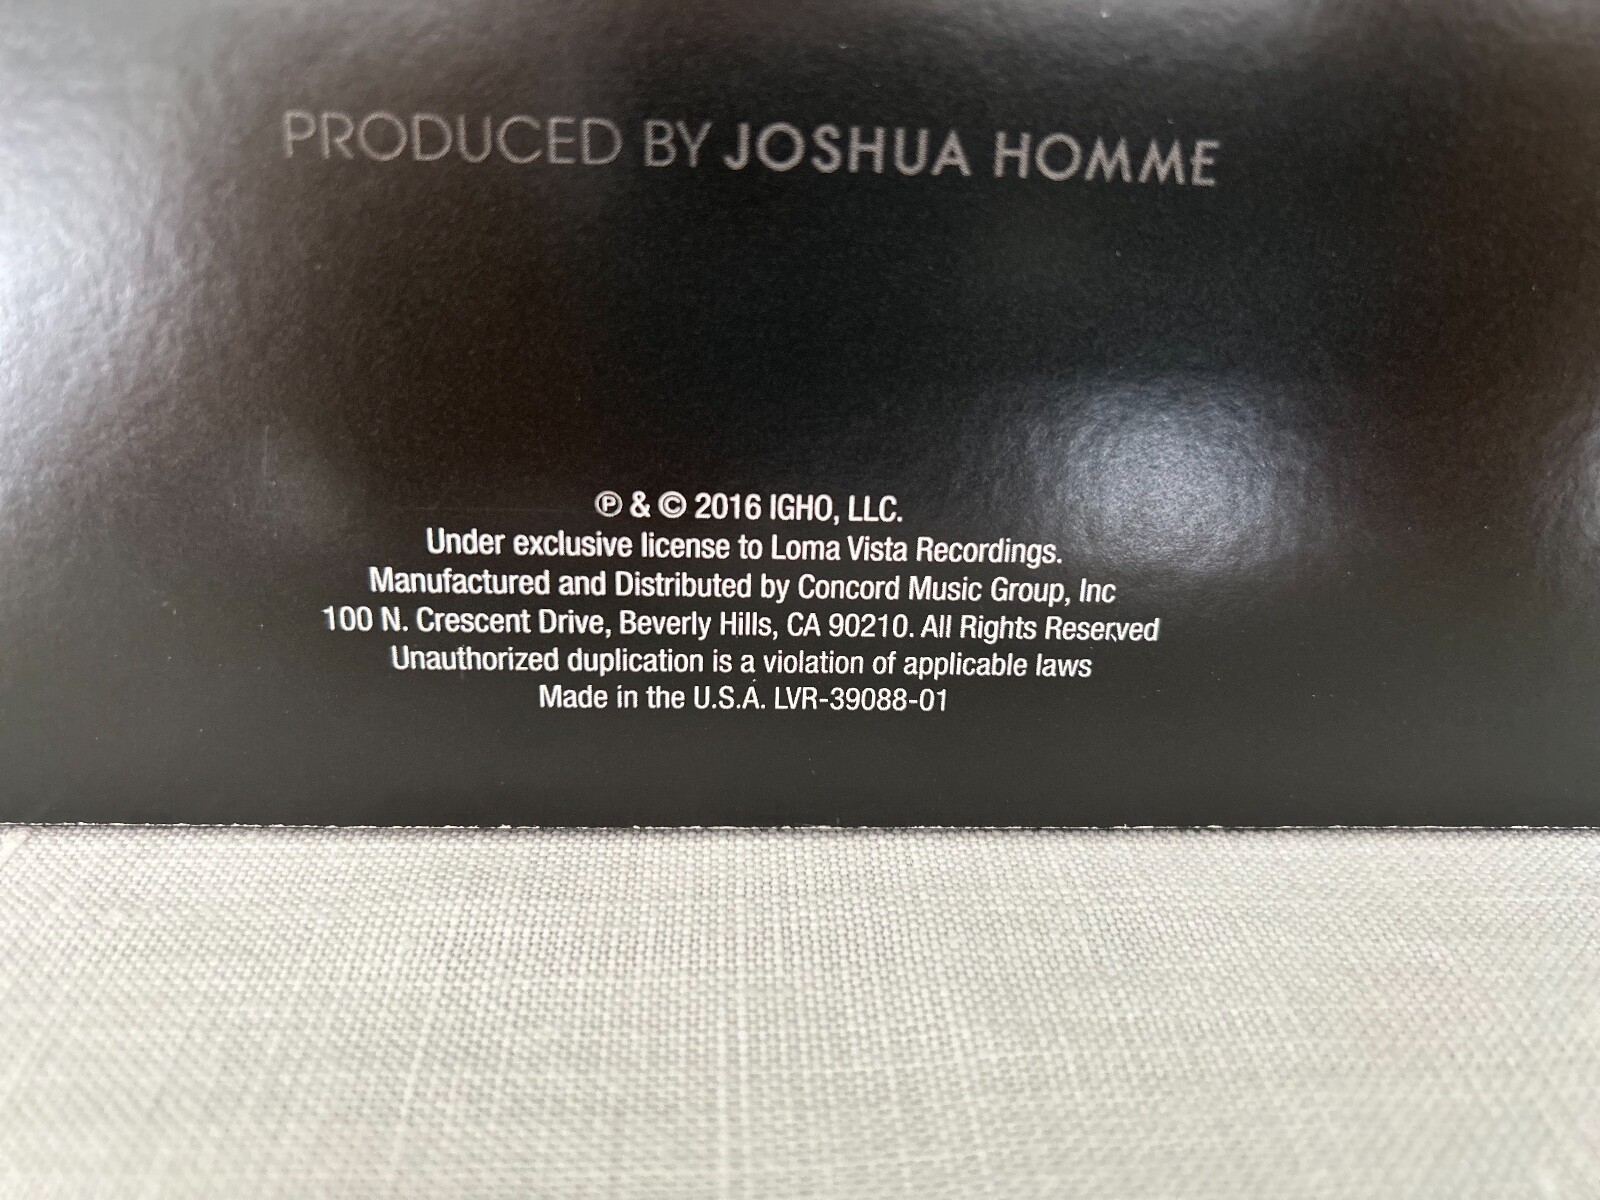 PRODUCED BY JOSHUA HOMME
℗ & © 2016 IGHO, LLC.
Under exclusive license to Loma Vista Recordings.
Manufactured and Distributed by Concord Music Group, Inc
100 N. Crescent Drive, Beverly Hills, CA 90210. All Rights Reserved
Unauthorized duplication is a violation of applicable laws
Made in the U.S.A. LVR-39088-01